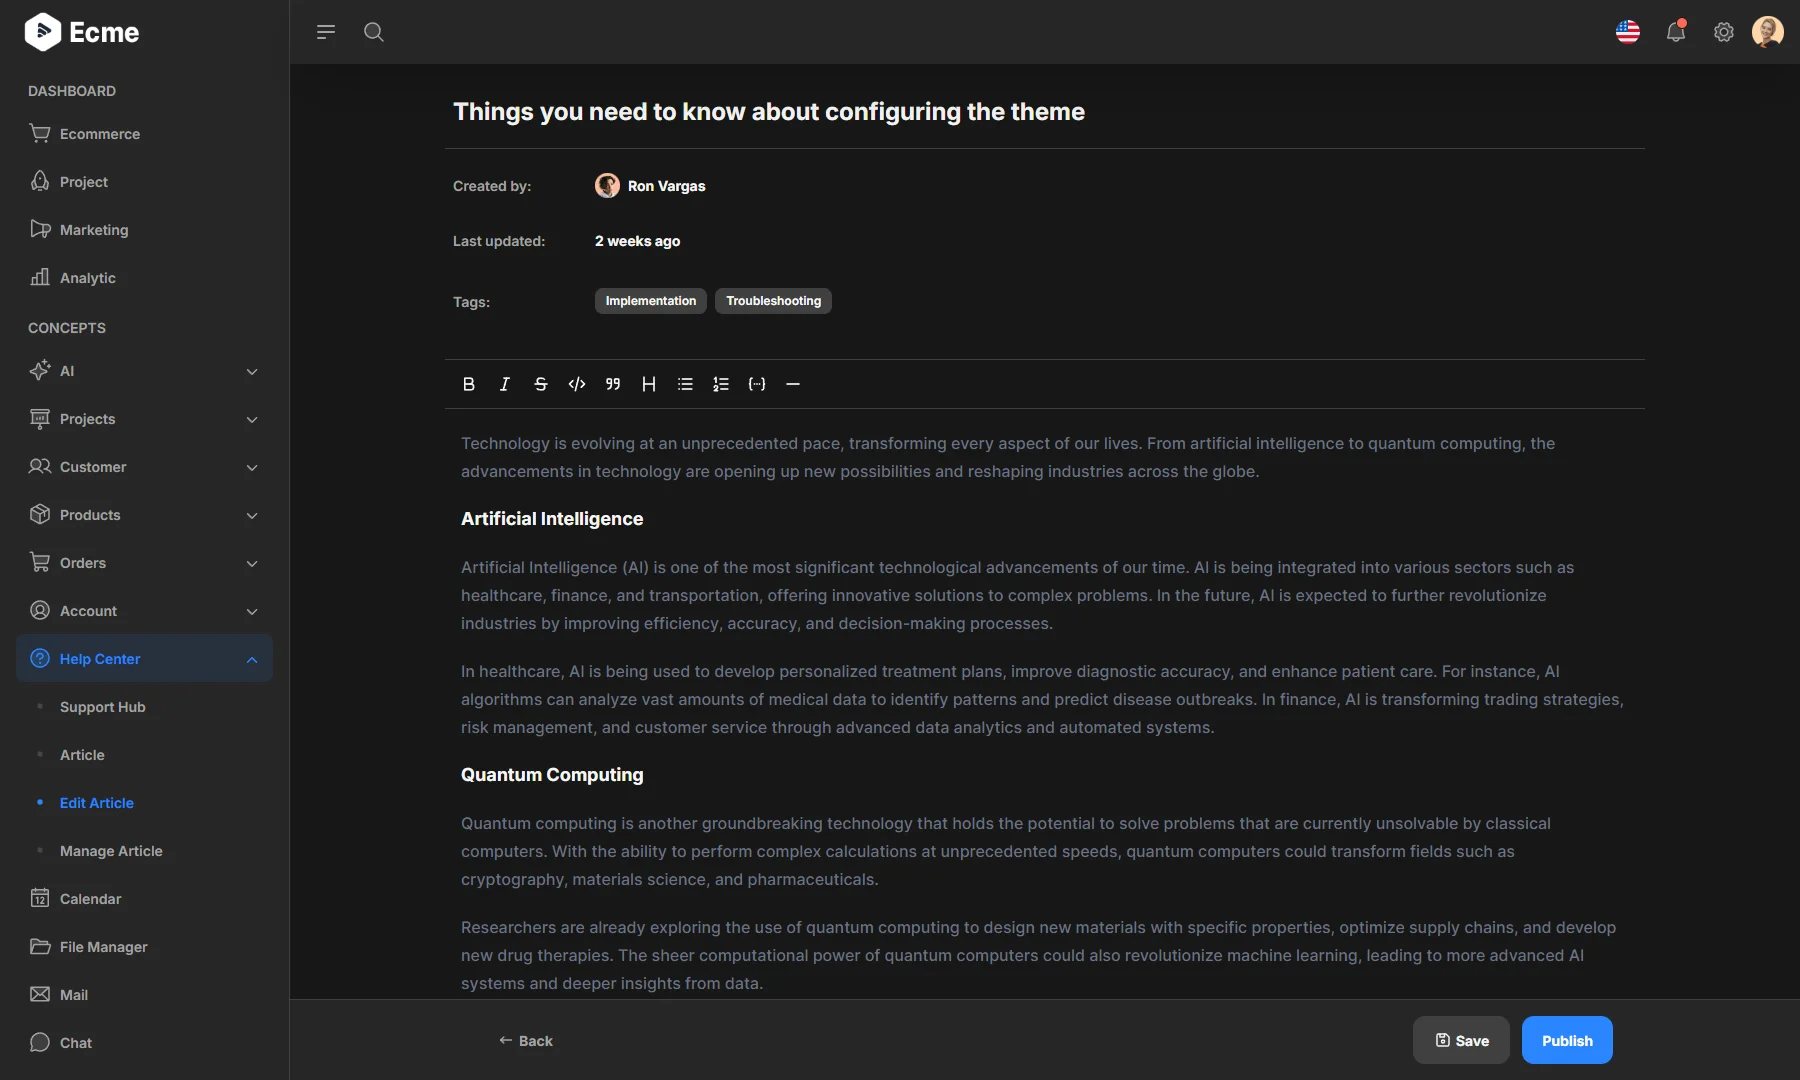 Ecme
DASHBOARD
Ecommerce
Project
Marketing
Analytic
CONCEPTS
AI
Projects
Customer
Products
Orders
Account
Help Center
Support Hub
Article
Edit Article
Manage Article
12
Calendar
File Manager
Mail
Chat
Things you need to know about configuring the theme
Created by:
Ron Vargas
Last updated:
2 weeks ago
Tags:
Implementation
Troubleshooting
Technology is evolving at an unprecedented pace, transforming every aspect of our lives. From artificial intelligence to quantum computing, the
advancements in technology are opening up new possibilities and reshaping industries across the globe.
Artificial Intelligence
Artificial Intelligence (AI) is one of the most significant technological advancements of our time. AI is being integrated into various sectors such as
healthcare, finance, and transportation, offering innovative solutions to complex problems. In the future, AI is expected to further revolutionize
industries by improving efficiency, accuracy, and decision-making processes.
In healthcare, AI is being used to develop personalized treatment plans, improve diagnostic accuracy, and enhance patient care. For instance, AI
algorithms can analyze vast amounts of medical data to identify patterns and predict disease outbreaks. In finance, AI is transforming trading strategies,
risk management, and customer service through advanced data analytics and automated systems.
Quantum Computing
Quantum computing is another groundbreaking technology that holds the potential to solve problems that are currently unsolvable by classical
computers. With the ability to perform complex calculations at unprecedented speeds, quantum computers could transform fields such as
cryptography, materials science, and pharmaceuticals.
Researchers are already exploring the use of quantum computing to design new materials with specific properties, optimize supply chains, and develop
new drug therapies. The sheer computational power of quantum computers could also revolutionize machine learning, leading to more advanced AI
systems and deeper insights from data.
Back
Save
Publish